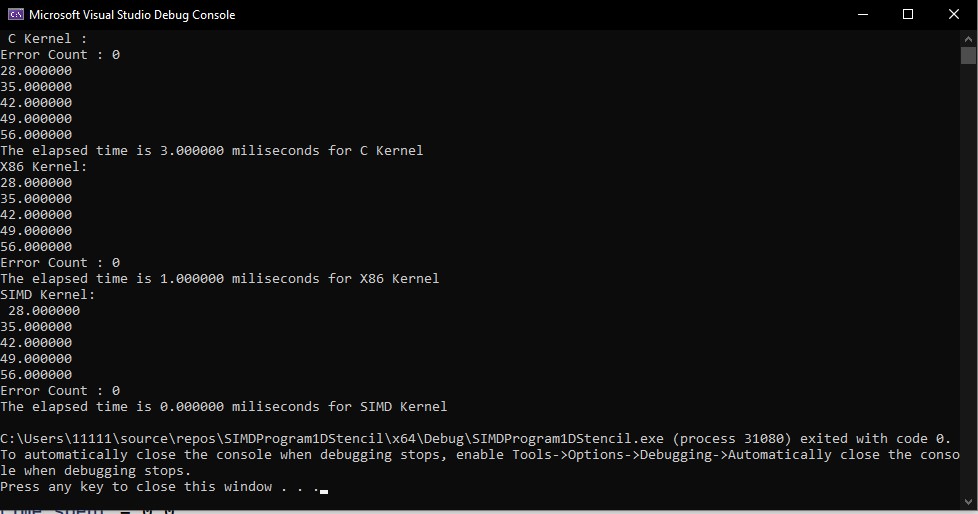 Microsoft Visual Studio Debug Console
C Kernel :
Error Count : 0
28.000000
35.000000
42.000000
49.000000
56.000000
The elapsed time is 3.000000 miliseconds for C Kernel
X86 Kernel:
28.000000
35.000000
42.000000
49.000000
56.000000
Error Count : 0
The elapsed time is 1.000000 miliseconds for X86 Kernel
SIMD Kernel:
28.000000
35.000000
42.000000
49.000000
56.000000
Error Count : 0
The elapsed time is 0.000000 miliseconds for SIMD Kernel
C:\Users\11111\source\repos\SIMDProgram1DStencil\x64\Debug\SIMDProgram1DStencil.exe (process 31080) exited with code 0.
To automatically close the console when debugging stops, enable Tools->Options->Debugging->Automatically close the conso
le when debugging stops.
Press any key to close this window . . .